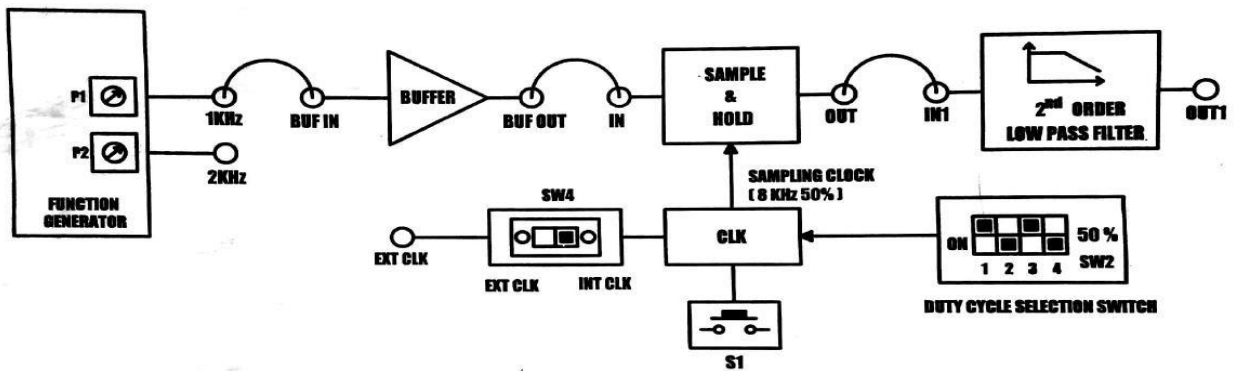 P1
P2
FUNCTION
GENERATOR
1KHz
2KHz
BUF IN
BUFFER
BUF OUT
IN
SAMPLE
&
HOLD
OUT
IN1
2nd ORDER
LOW PASS FILTER
OUT1
SAMPLING CLOCK
( 8 KHz 50% )
SW4
EXT CLK
EXT CLK
INT CLK
CLK
S1
ON
1 2 3 4
50 %
SW2
DUTY CYCLE SELECTION SWITCH